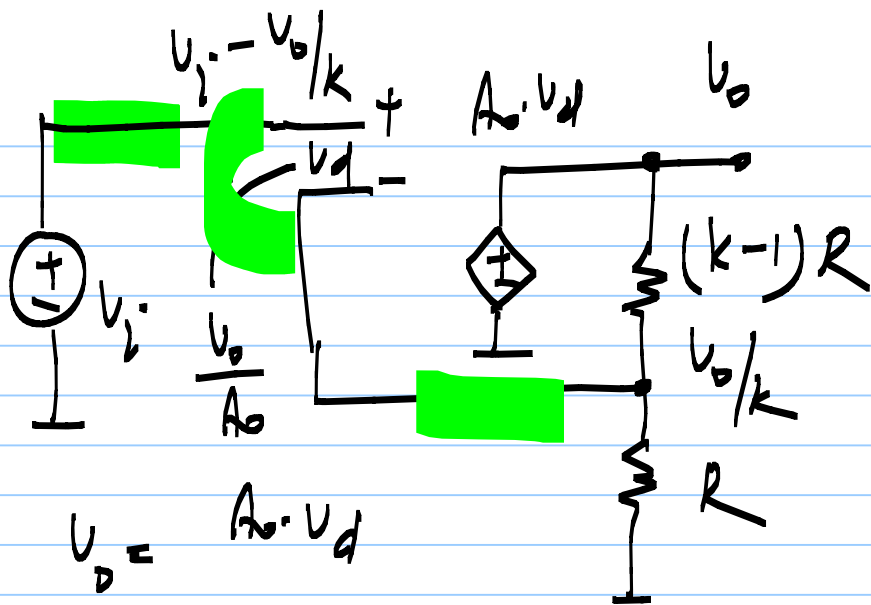 Vi - Vo/k
+
Ao·Vd
Vo
Vd
-
+
-
Vi
±
(k-1)R
Vo/Ao
Vo/k
R
Vo = Ao·Vd